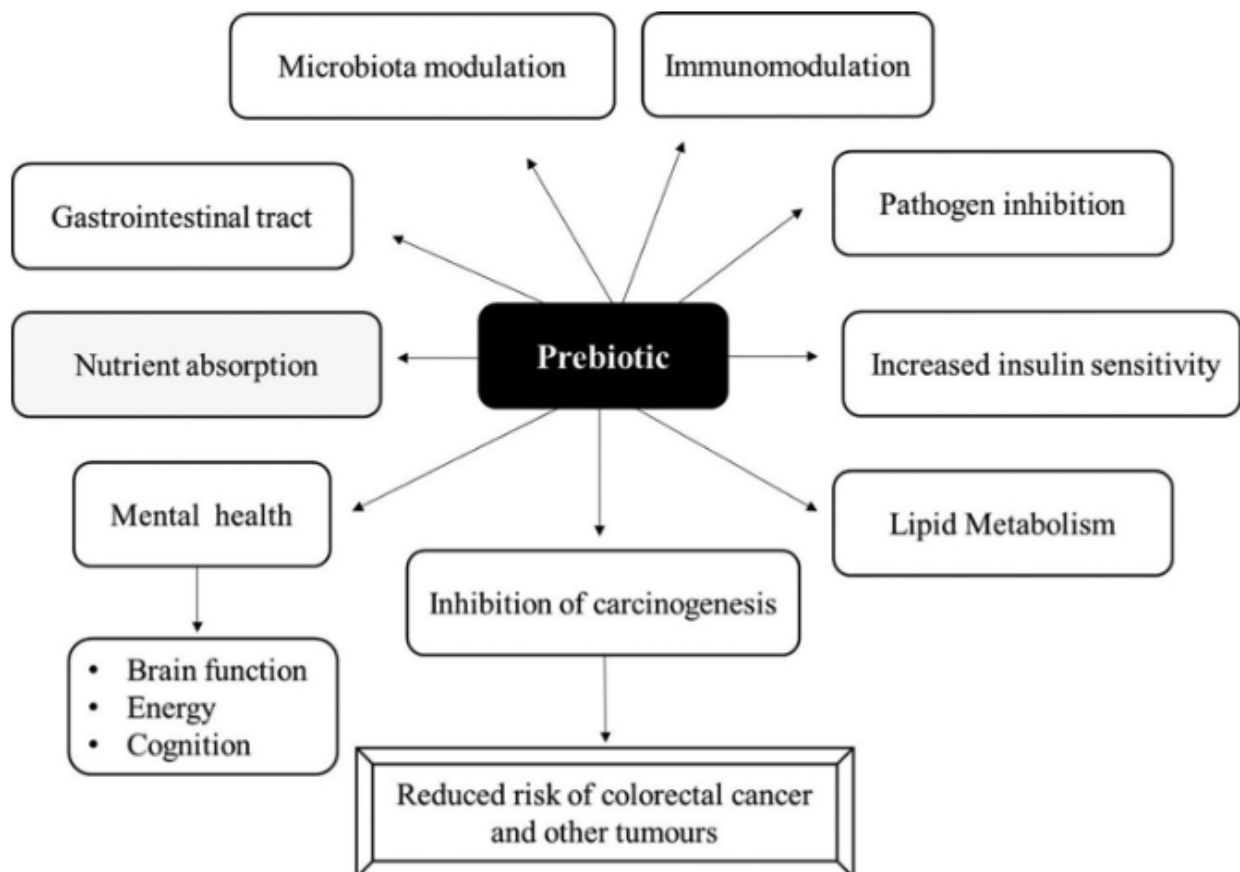 Microbiota modulation
Immunomodulation
Gastrointestinal tract
Pathogen inhibition
Nutrient absorption
Prebiotic
Increased insulin sensitivity
Mental health
Lipid Metabolism
Inhibition of carcinogenesis
• Brain function
• Energy
• Cognition
Reduced risk of colorectal cancer
and other tumours